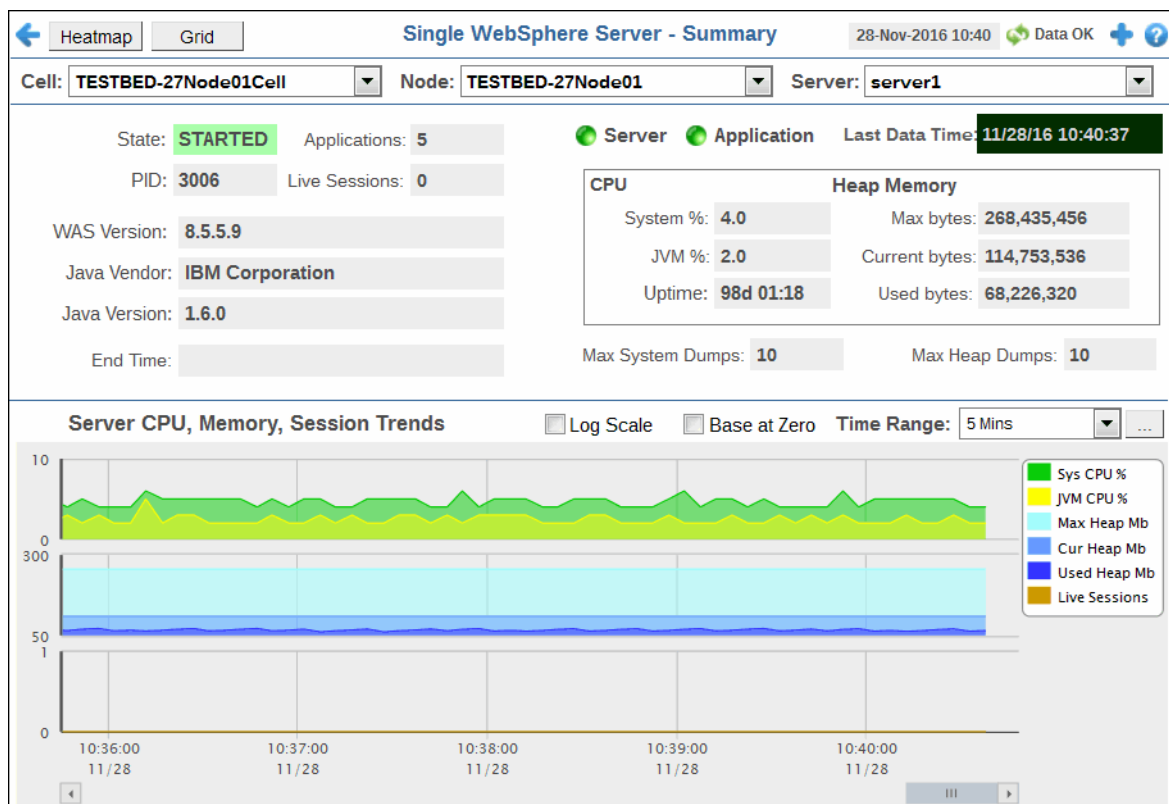 Heatmap Grid Single WebSphere Server - Summary 28-Nov-2016 10:40 Data OK
Cell: TESTBED-27Node01Cell Node: TESTBED-27Node01 Server: server1
State: STARTED Applications: 5 Server Application Last Data Time: 11/28/16 10:40:37
PID: 3006 Live Sessions: 0
CPU Heap Memory
System %: 4.0 Max bytes: 268,435,456
WAS Version: 8.5.5.9
JVM %: 2.0 Current bytes: 114,753,536
Java Vendor: IBM Corporation
Uptime: 98d 01:18 Used bytes: 68,226,320
Java Version: 1.6.0
End Time:
Max System Dumps: 10 Max Heap Dumps: 10
Server CPU, Memory, Session Trends Log Scale Base at Zero Time Range: 5 Mins ...
10
0
300
50
1
0
Sys CPU %
JVM CPU %
Max Heap Mb
Cur Heap Mb
Used Heap Mb
Live Sessions
10:36:00 10:37:00 10:38:00 10:39:00 10:40:00
11/28 11/28 11/28 11/28 11/28